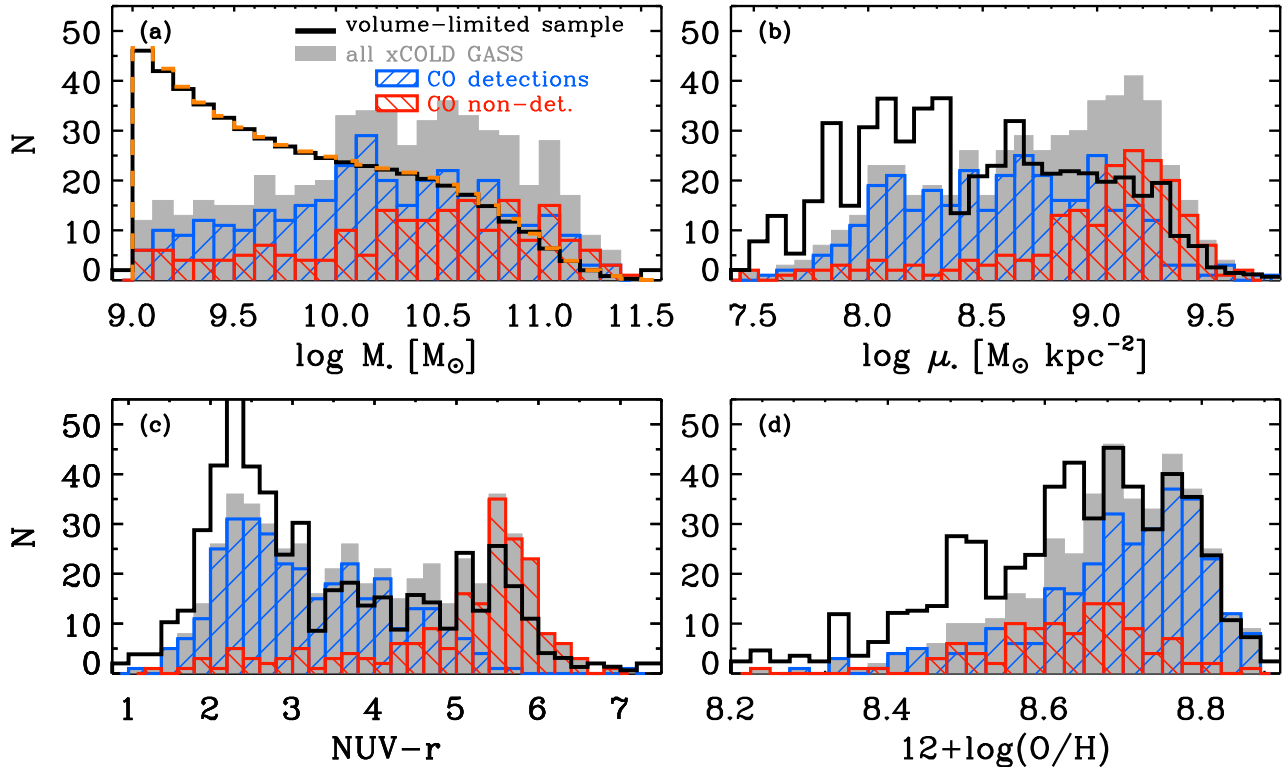 (a)
volume-limited sample
all xCOLD GASS
CO detections
CO non-det.
N
50
40
30
20
10
0
9.0 9.5 10.0 10.5 11.0 11.5
log M* [M⊙]
(b)
50
40
30
20
10
0
7.5 8.0 8.5 9.0 9.5
log μ* [M⊙ kpc⁻²]
(c)
N
50
40
30
20
10
0
1 2 3 4 5 6 7
NUV-r
(d)
50
40
30
20
10
0
8.2 8.4 8.6 8.8
12+log(O/H)